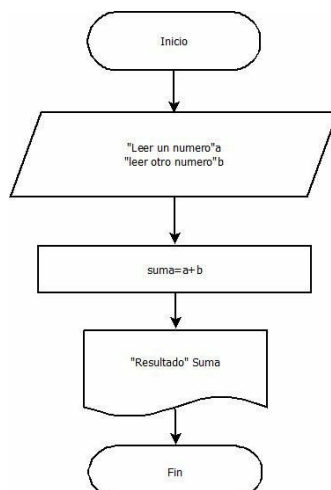 Inicio
"Leer un numero"a
"leer otro numero"b
suma=a+b
"Resultado" Suma
Fin